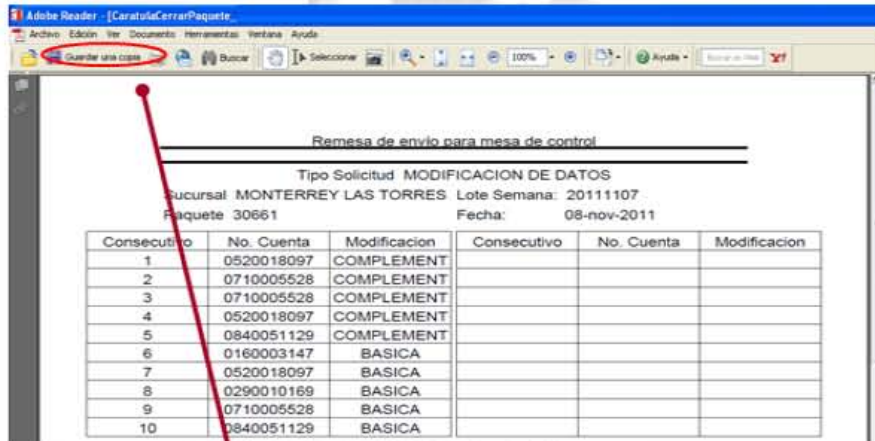 Adobe Reader - [CaratulaCerrarPaquete_
Archivo Edición Ver Documento Herramientas Ventana Ayuda
Guardar una copia Buscar Seleccionar 100% Ayuda
Remesa de envio para mesa de control
Tipo Solicitud MODIFICACION DE DATOS
Sucursal MONTERREY LAS TORRES Lote Semana: 20111107
Paquete 30661 Fecha: 08-nov-2011
Consecutivo No. Cuenta Modificacion Consecutivo No. Cuenta Modificacion
1 0520018097 COMPLEMENT
2 0710005528 COMPLEMENT
3 0710005528 COMPLEMENT
4 0520018097 COMPLEMENT
5 0840051129 COMPLEMENT
6 0160003147 BASICA
7 0520018097 BASICA
8 0290010169 BASICA
9 0710005528 BASICA
10 0840051129 BASICA